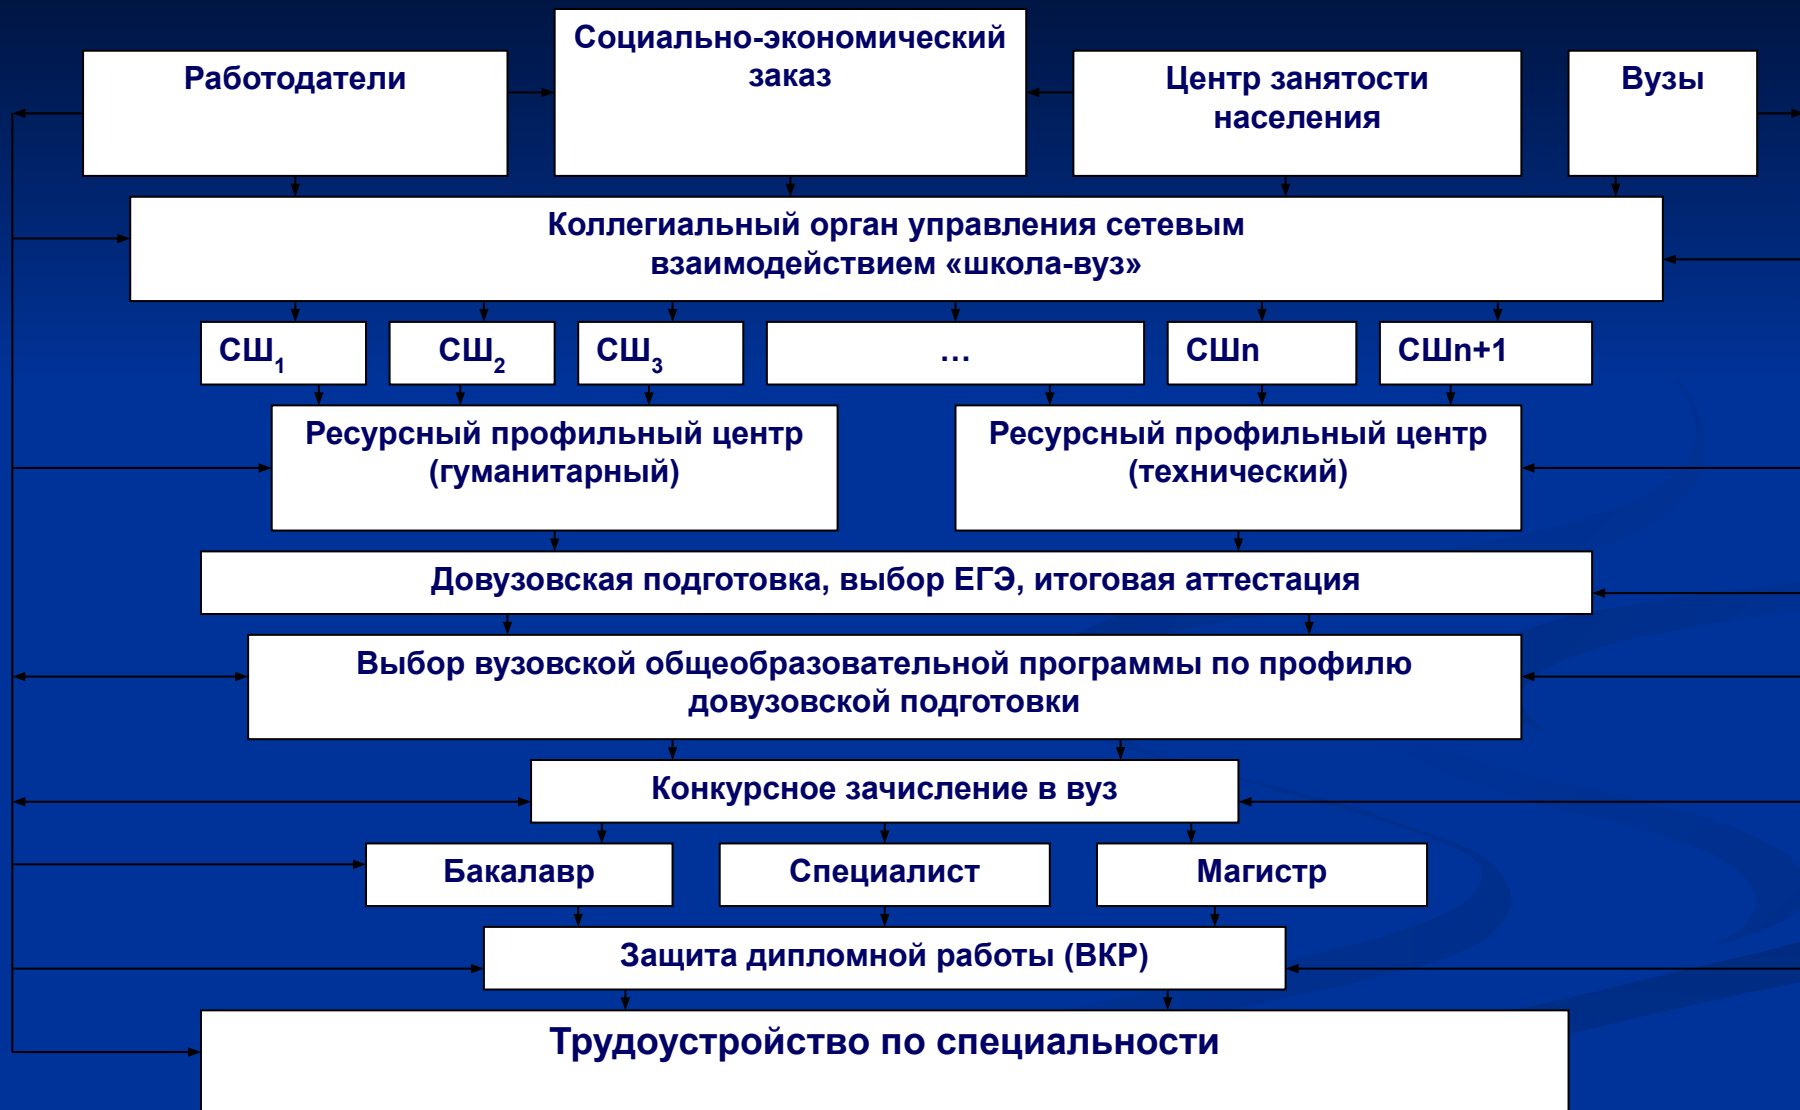 Работодатели
Социально-экономический
заказ
Центр занятости
населения
Вузы
Коллегиальный орган управления сетевым
взаимодействием «школа-вуз»
СШ1
СШ2
СШ3
…
СШn
СШn+1
Ресурсный профильный центр
(гуманитарный)
Ресурсный профильный центр
(технический)
Довузовская подготовка, выбор ЕГЭ, итоговая аттестация
Выбор вузовской общеобразовательной программы по профилю
довузовской подготовки
Конкурсное зачисление в вуз
Бакалавр
Специалист
Магистр
Защита дипломной работы (ВКР)
Трудоустройство по специальности